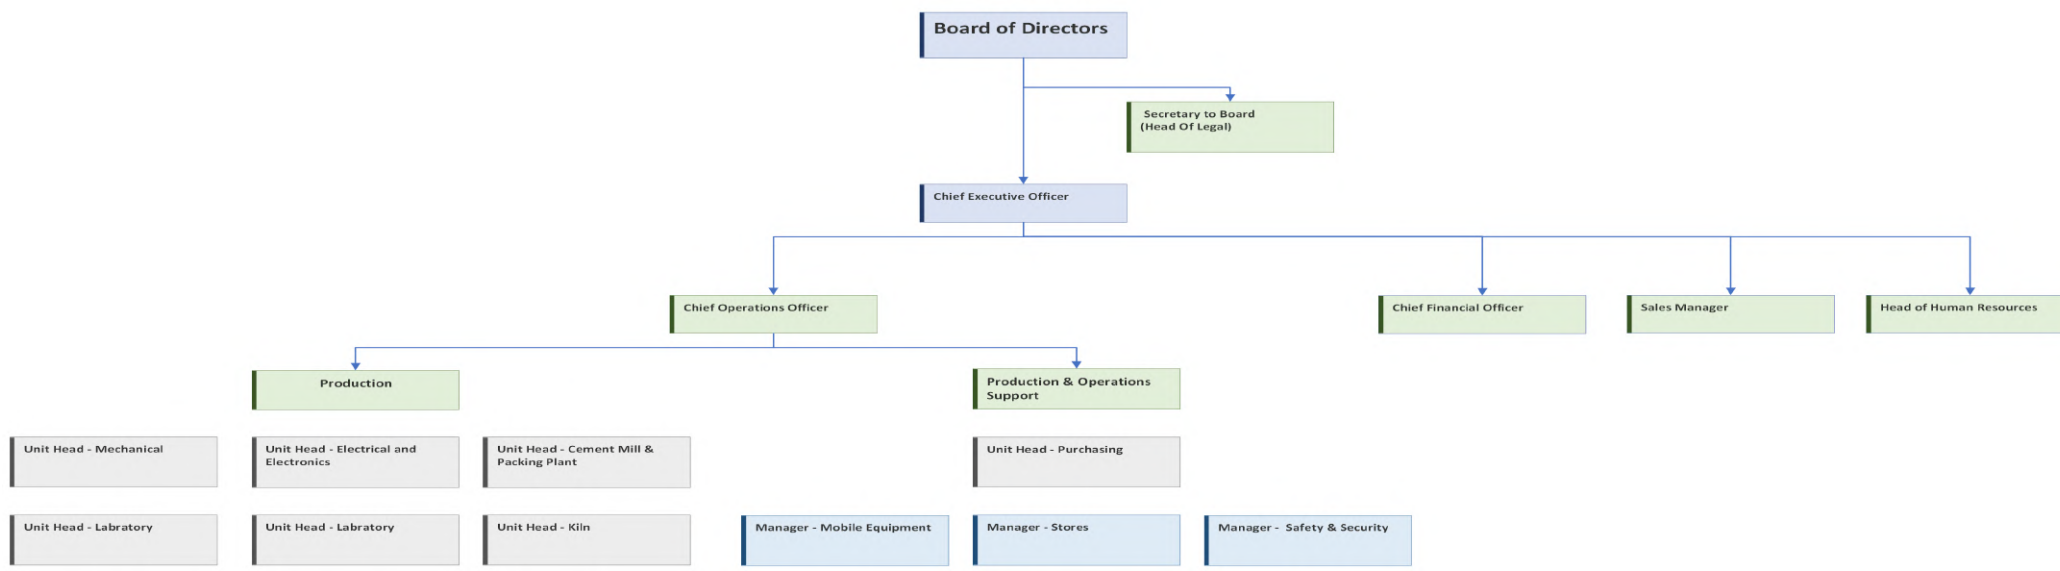 Board of Directors
Secretary to Board
(Head Of Legal)
Chief Executive Officer
Chief Operations Officer
Chief Financial Officer
Sales Manager
Head of Human Resources
Production
Production & Operations
Support
Unit Head - Mechanical
Unit Head - Electrical and
Electronics
Unit Head - Cement Mill &
Packing Plant
Unit Head - Purchasing
Unit Head - Labratory
Unit Head - Labratory
Unit Head - Kiln
Manager - Mobile Equipment
Manager - Stores
Manager - Safety & Security